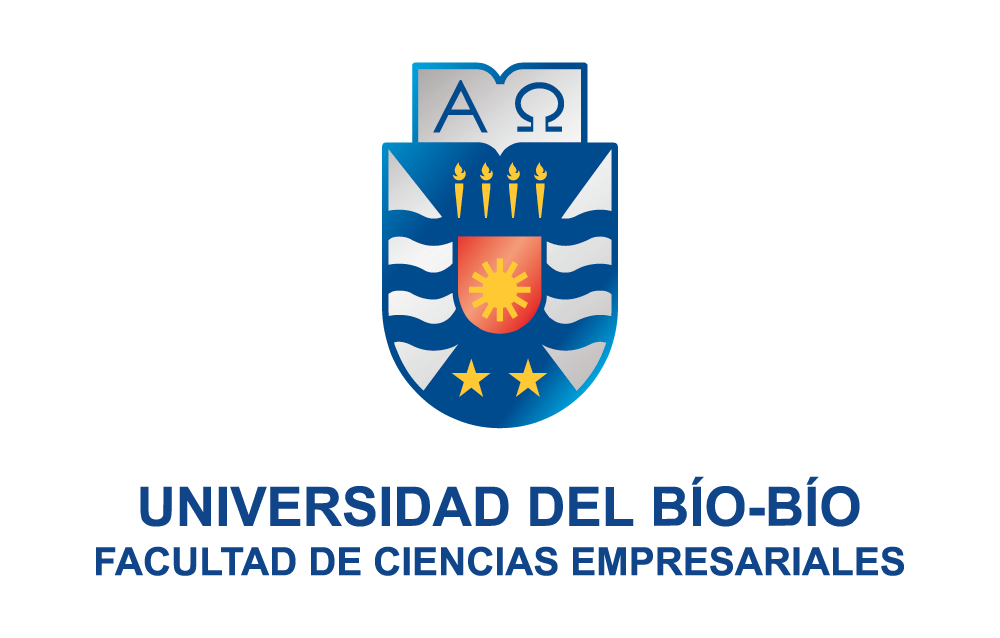 Α Ω
UNIVERSIDAD DEL BÍO-BÍO
FACULTAD DE CIENCIAS EMPRESARIALES